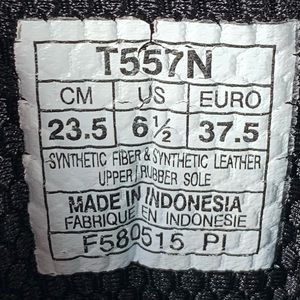 T557N
CM US EURO
23.5 6½ 37.5
SYNTHETIC FIBER & SYNTHETIC LEATHER
UPPER / RUBBER SOLE
MADE IN INDONESIA
FABRIQUE EN INDONESIE
F580515 PI